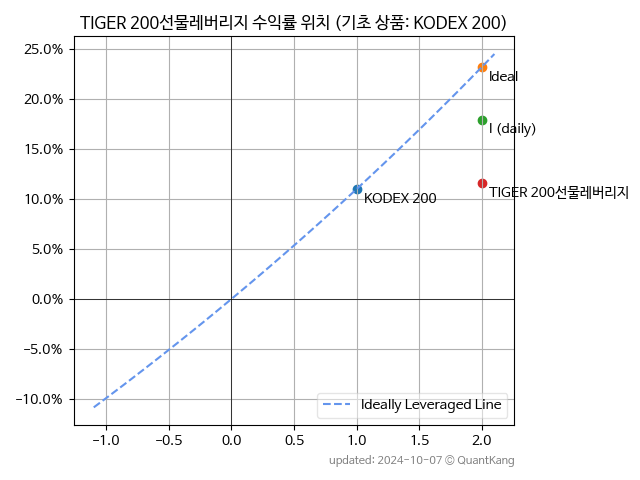 TIGER 200선물레버리지 수익률 위치 (기초 상품: KODEX 200)
25.0%
20.0%
15.0%
10.0%
5.0%
0.0%
−5.0%
−10.0%
Ideal
I (daily)
TIGER 200선물레버리지
KODEX 200
Ideally Leveraged Line
−1.0 −0.5 0.0 0.5 1.0 1.5 2.0
updated: 2024-10-07 © QuantKang